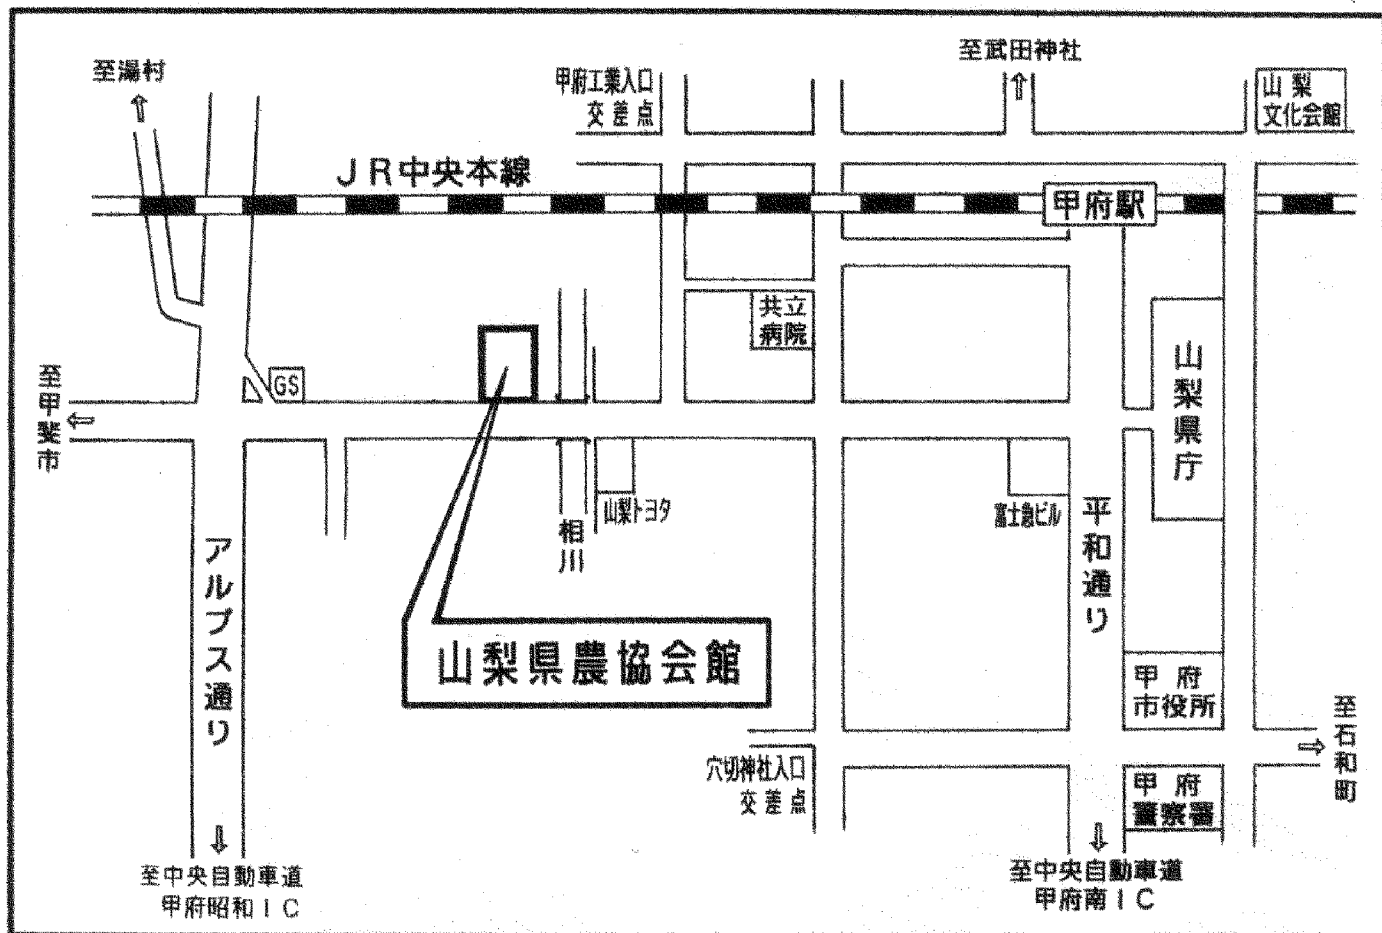 至武田神社
至湯村
甲府工業入口
交差点
山梨
文化会館
JR中央本線
甲府駅
共立
病院
山梨県庁
GS
至甲斐市
山梨トヨタ
富士急ビル
相川
平和通り
アルプス通り
山梨県農協会館
甲府
市役所
至石和町
穴切神社入口
交差点
甲府
警察署
至中央自動車道
甲府昭和IC
至中央自動車道
甲府南IC